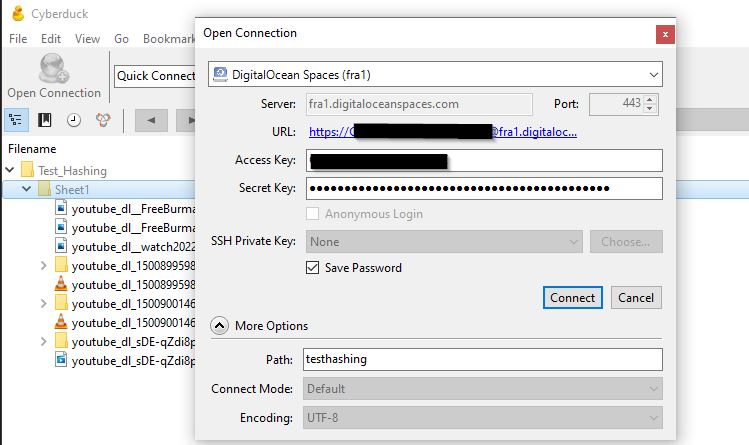 Cyberduck
File Edit View Go Bookmark
Open Connection
Quick Connect
Filename
Test_Hashing
Sheet1
youtube_dl__FreeBurma
youtube_dl__FreeBurma
youtube_dl__watch2022
youtube_dl_1500899598
youtube_dl_1500899598
youtube_dl_1500900146
youtube_dl_1500900146
youtube_dl_sDE-qZdi8p
youtube_dl_sDE-qZdi8p
Open Connection
x
DigitalOcean Spaces (fra1)
Server: fra1.digitaloceanspaces.com Port: 443
URL: https:// @fra1.digitaloc...
Access Key:
Secret Key: ●●●●●●●●●●●●●●●●●●●●●●●●●●●●●●●●●●●●●●●●●●●
Anonymous Login
SSH Private Key: None Choose...
Save Password
Connect Cancel
More Options
Path: testhashing
Connect Mode: Default
Encoding: UTF-8